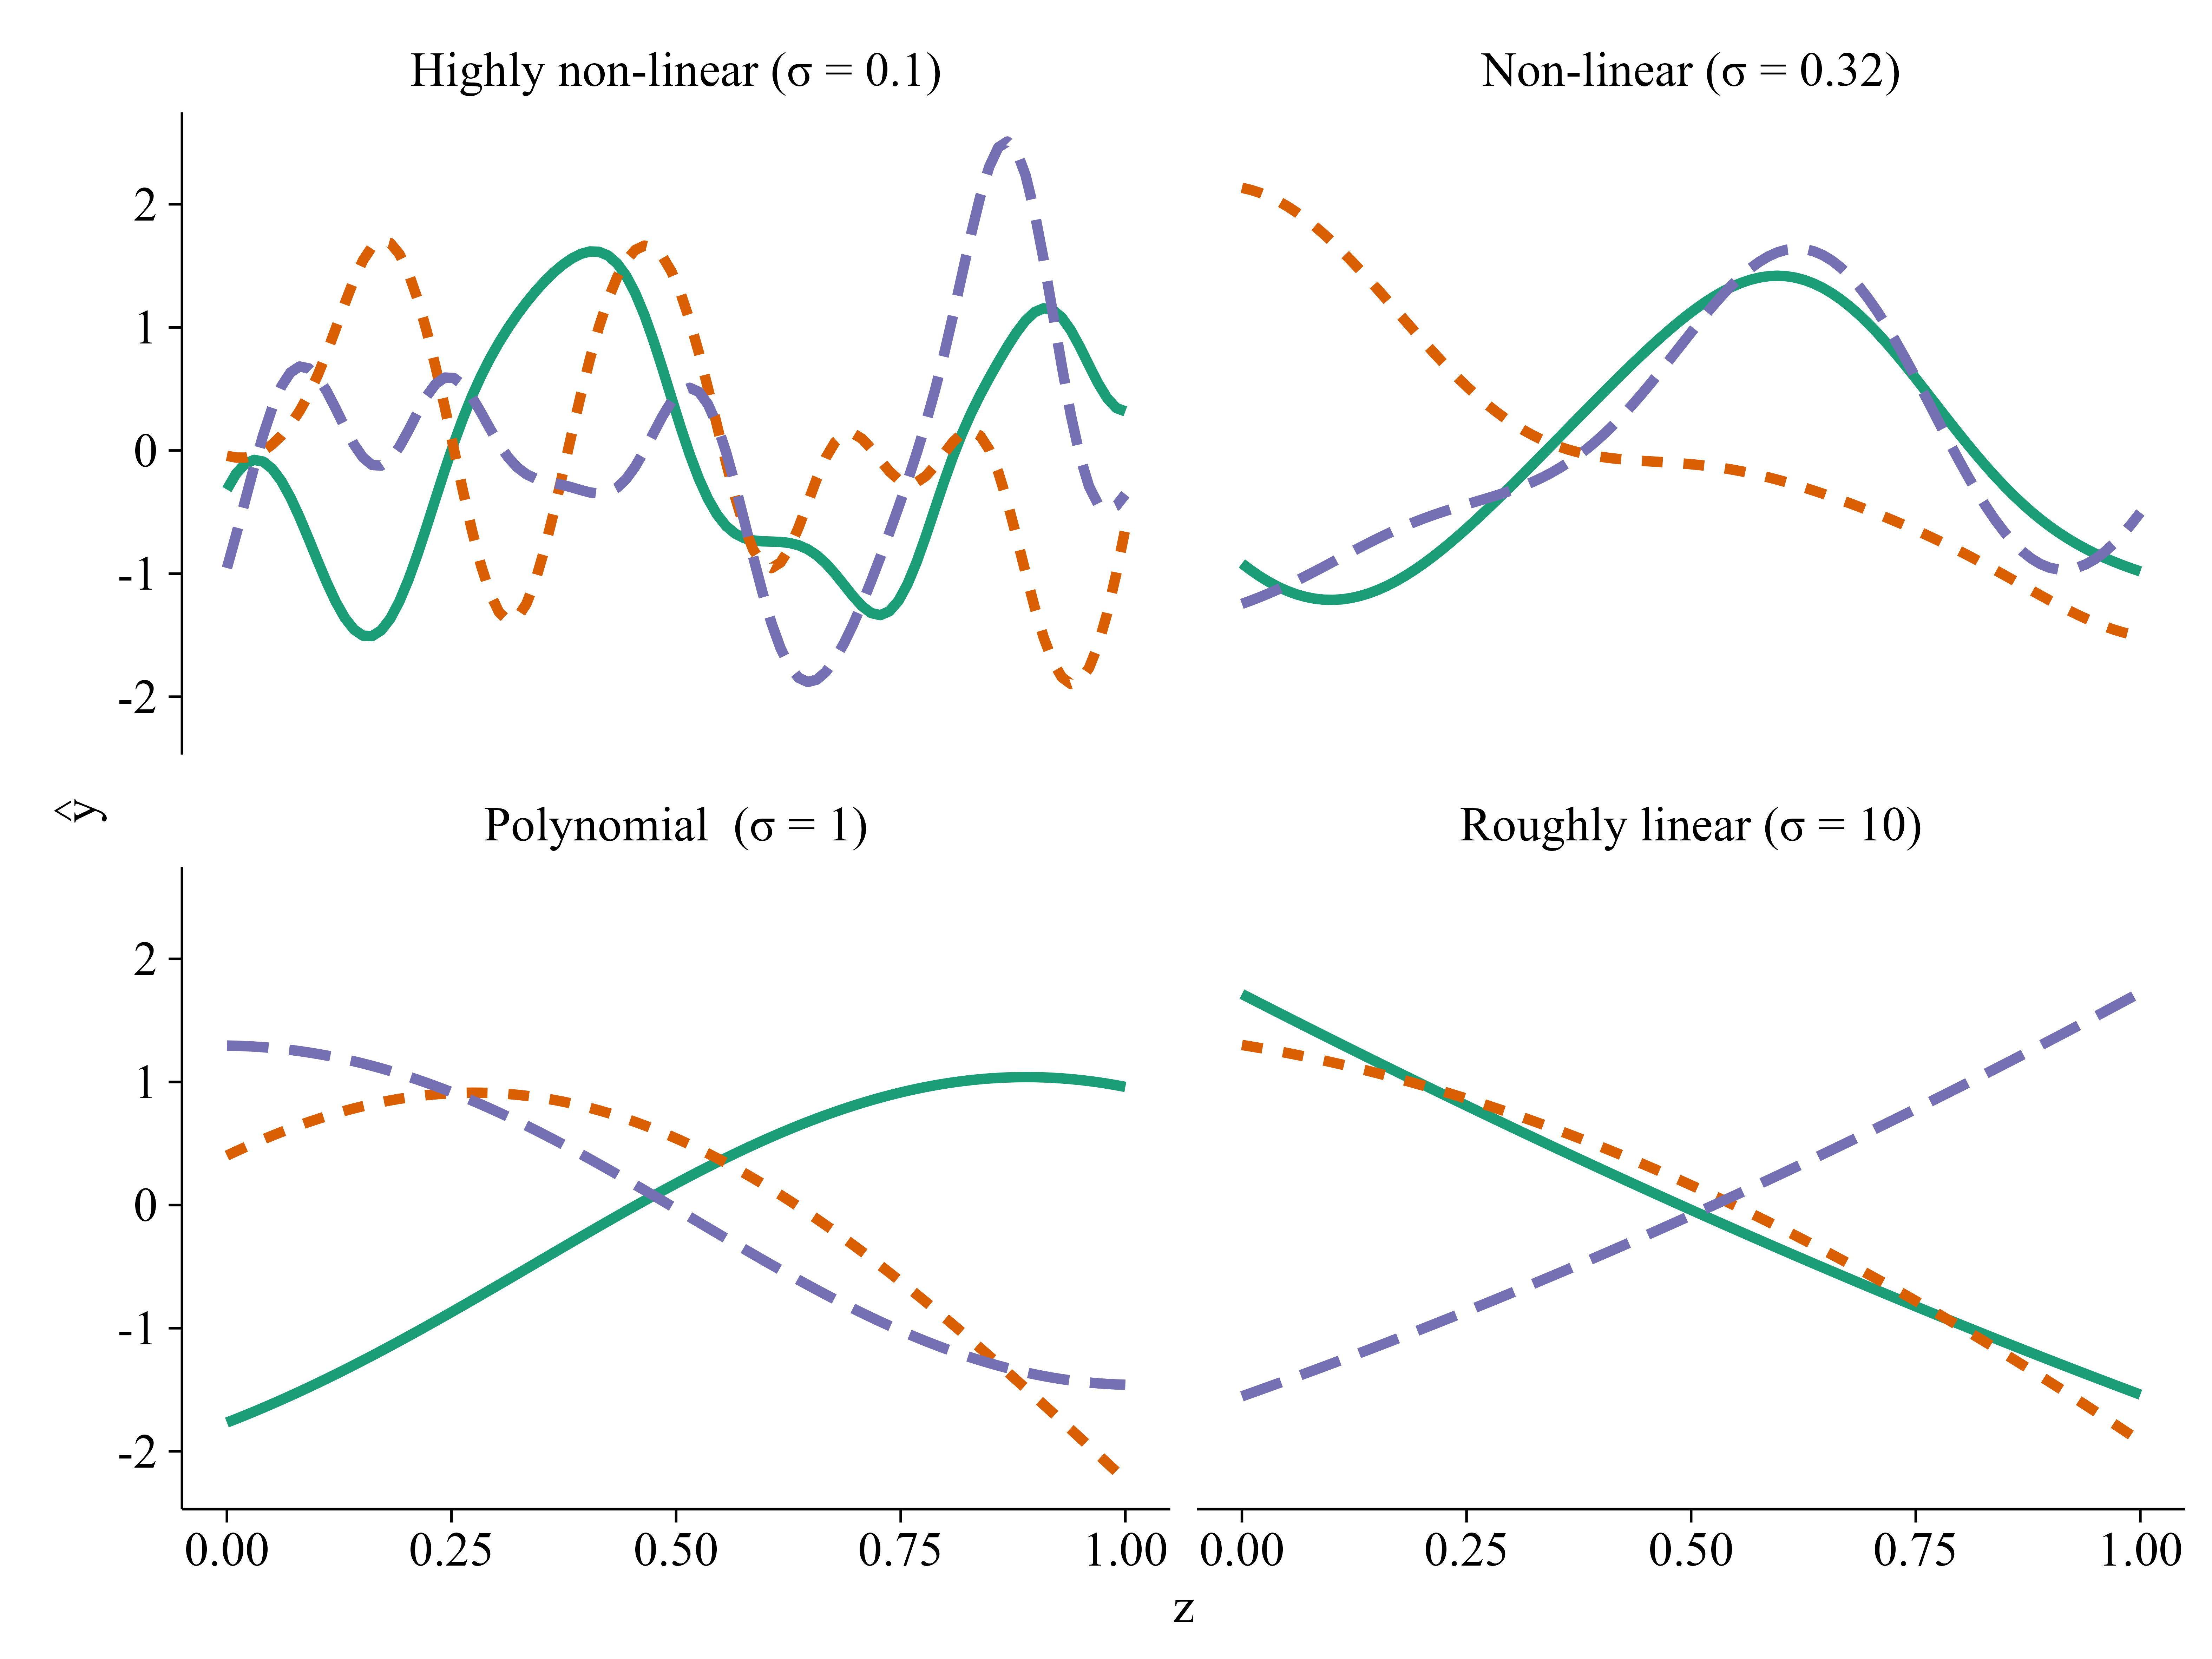 Highly non-linear (σ = 0.1)
Non-linear (σ = 0.32)
2
1
0
-1
-2
ŷ
Polynomial (σ = 1)
Roughly linear (σ = 10)
2
1
0
-1
-2
0.00 0.25 0.50 0.75 1.00
0.00 0.25 0.50 0.75 1.00
z